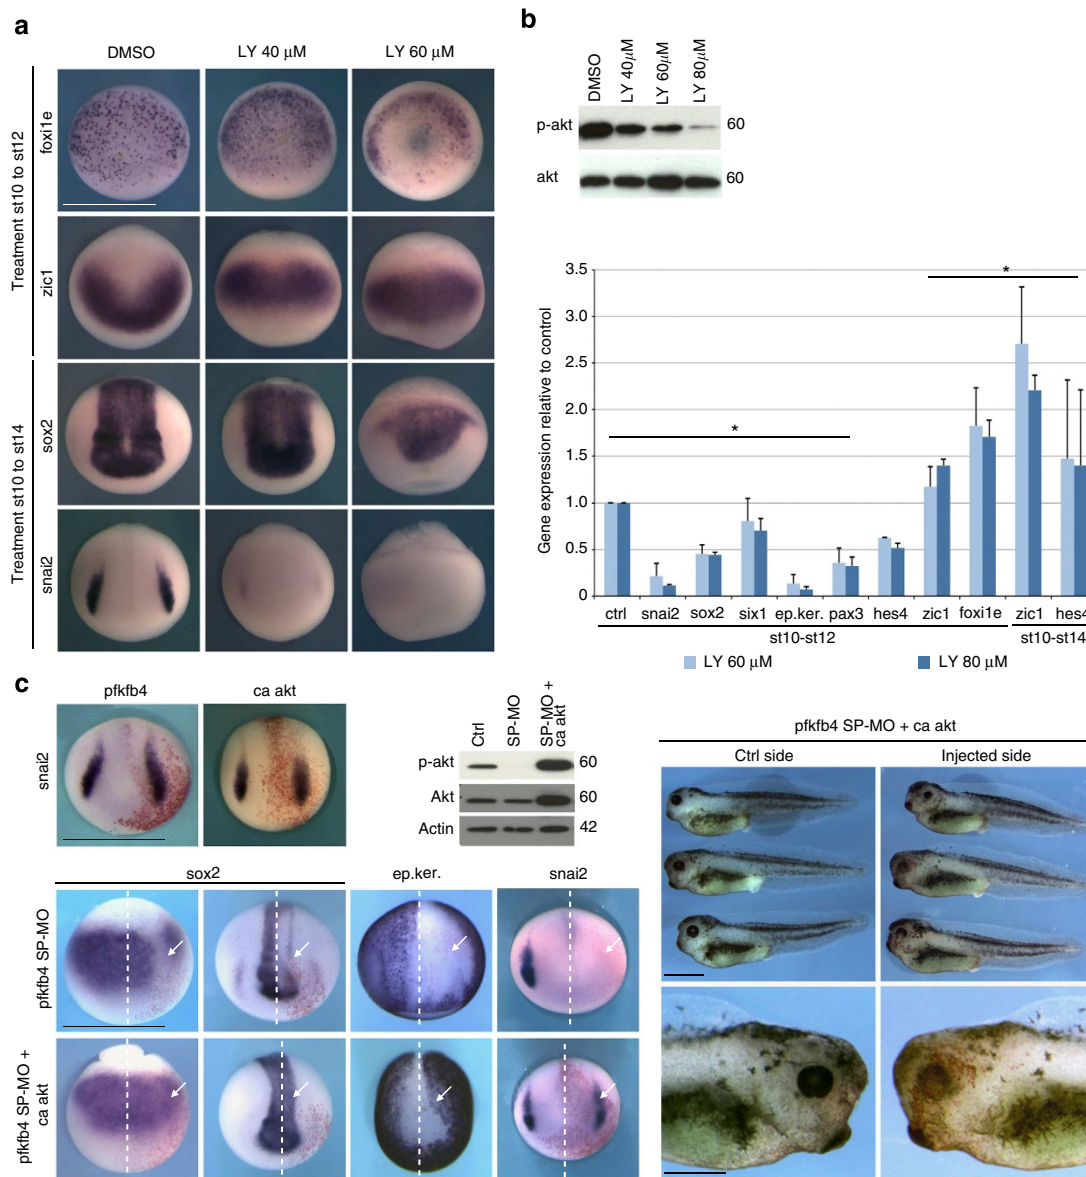 a
DMSO
LY 40 μM
LY 60 μM
Treatment st10 to st12
foxi1e
zic1
Treatment st10 to st14
sox2
snai2
b
DMSO
LY 40μM
LY 60μM
LY 80μM
p-akt
60
akt
60
Gene expression relative to control
3.5
3.0
2.5
2.0
1.5
1.0
0.5
0
*
*
ctrl snai2 sox2 six1 ep.ker. pax3 hes4 zic1 foxi1e zic1 hes4
st10-st12
st10-st14
LY 60 μM
LY 80 μM
c
pfkfb4
ca akt
snai2
Ctrl
SP-MO
SP-MO +
ca akt
p-akt
60
Akt
60
Actin
42
sox2
ep.ker.
snai2
pfkfb4 SP-MO
pfkfb4 SP-MO +
ca akt
pfkfb4 SP-MO + ca akt
Ctrl side
Injected side